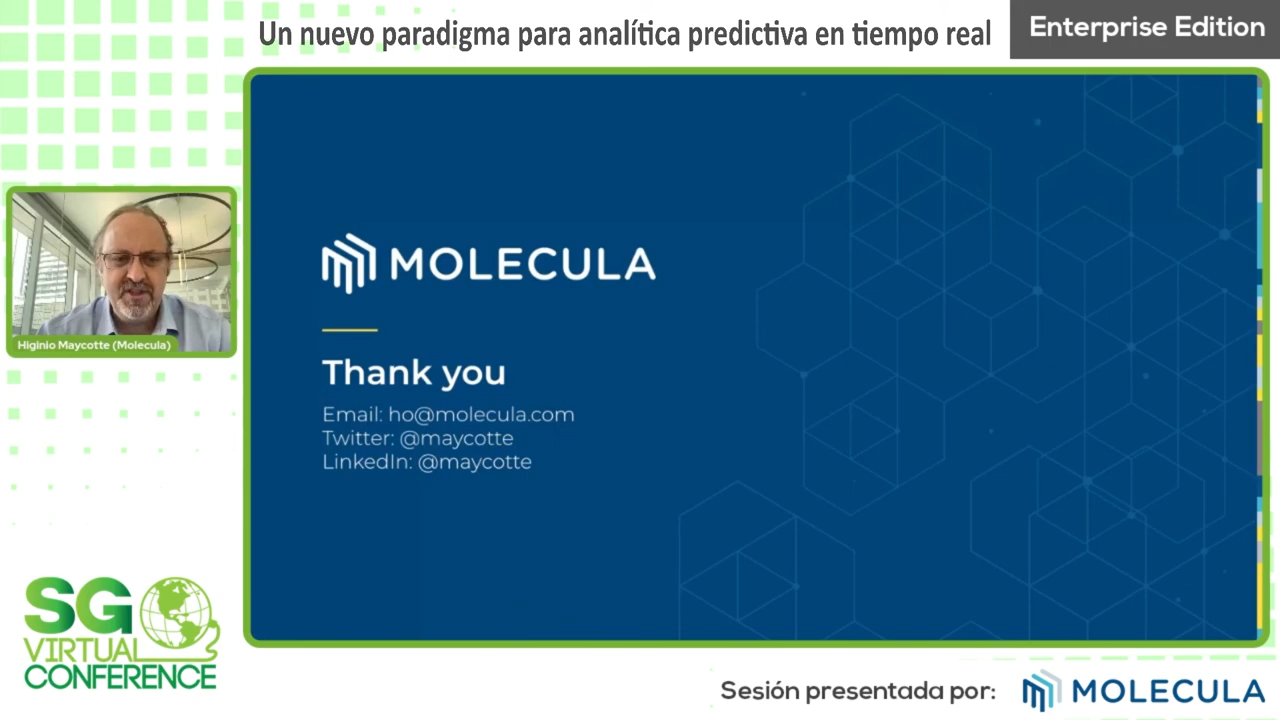 Un nuevo paradigma para analítica predictiva en tiempo real
Enterprise Edition
MOLECULA
Thank you
Email: ho@molecula.com
Twitter: @maycotte
LinkedIn: @maycotte
Higinio Maycotte (Molecula)
SG
VIRTUAL
CONFERENCE
Sesión presentada por:
MOLECULA